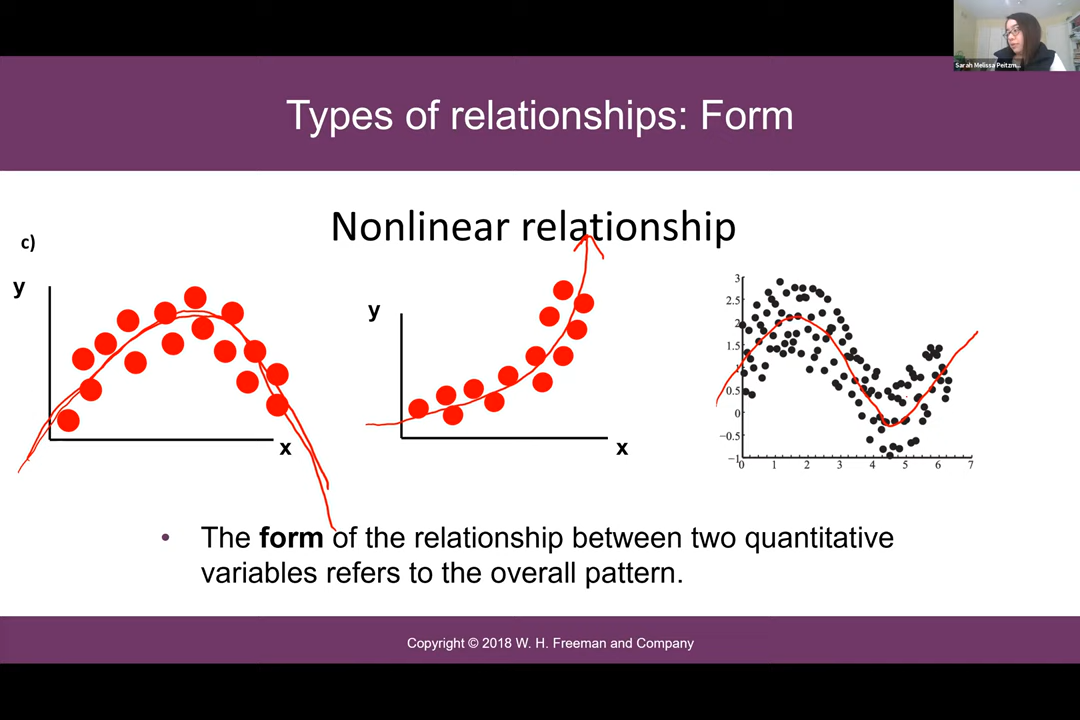 Sarah Melissa Peitzm...
Types of relationships: Form
Nonlinear relationship
c)
y
x
y
x
3
2.5
2
1.5
0.5
0
−0.5
−1
0 1 2 3 4 5 6 7
• The form of the relationship between two quantitative
variables refers to the overall pattern.
Copyright © 2018 W. H. Freeman and Company